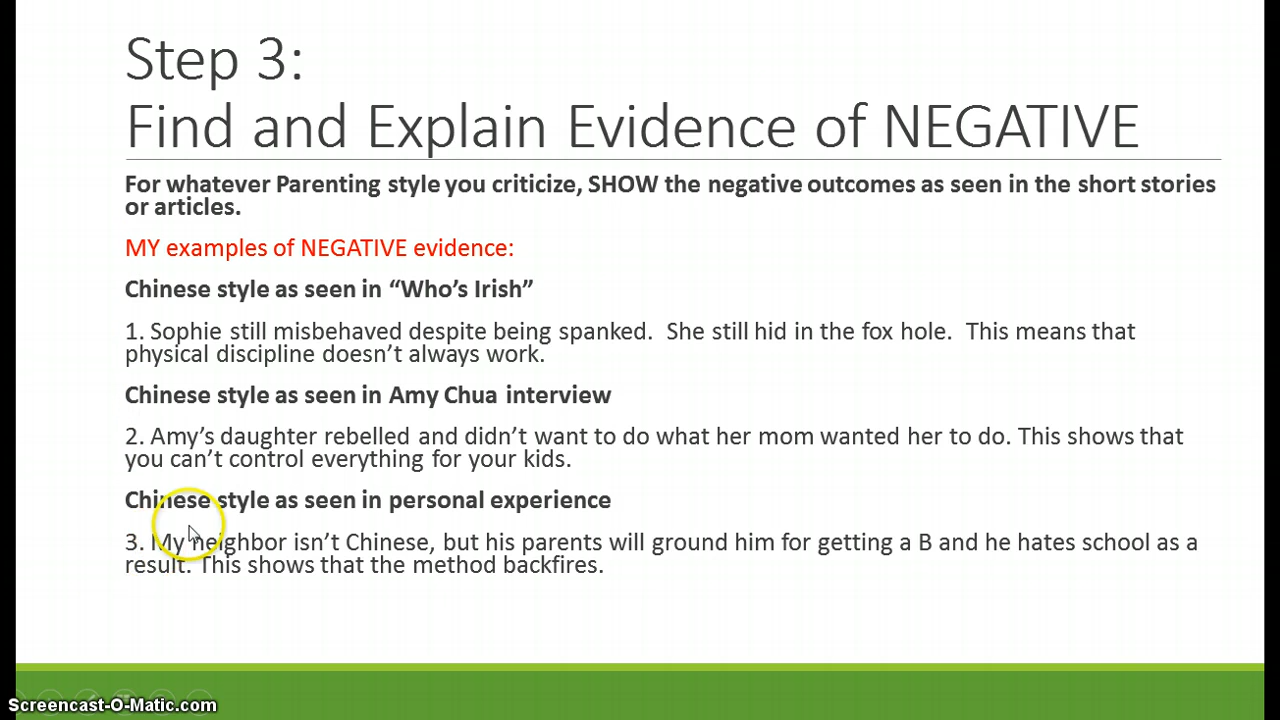 Step 3:
Find and Explain Evidence of NEGATIVE
For whatever Parenting style you criticize, SHOW the negative outcomes as seen in the short stories
or articles.
MY examples of NEGATIVE evidence:
Chinese style as seen in “Who’s Irish”
1. Sophie still misbehaved despite being spanked.  She still hid in the fox hole.  This means that
physical discipline doesn’t always work.
Chinese style as seen in Amy Chua interview
2. Amy’s daughter rebelled and didn’t want to do what her mom wanted her to do. This shows that
you can’t control everything for your kids.
Chinese style as seen in personal experience
3. My neighbor isn’t Chinese, but his parents will ground him for getting a B and he hates school as a
result. This shows that the method backfires.
Screencast-O-Matic.com